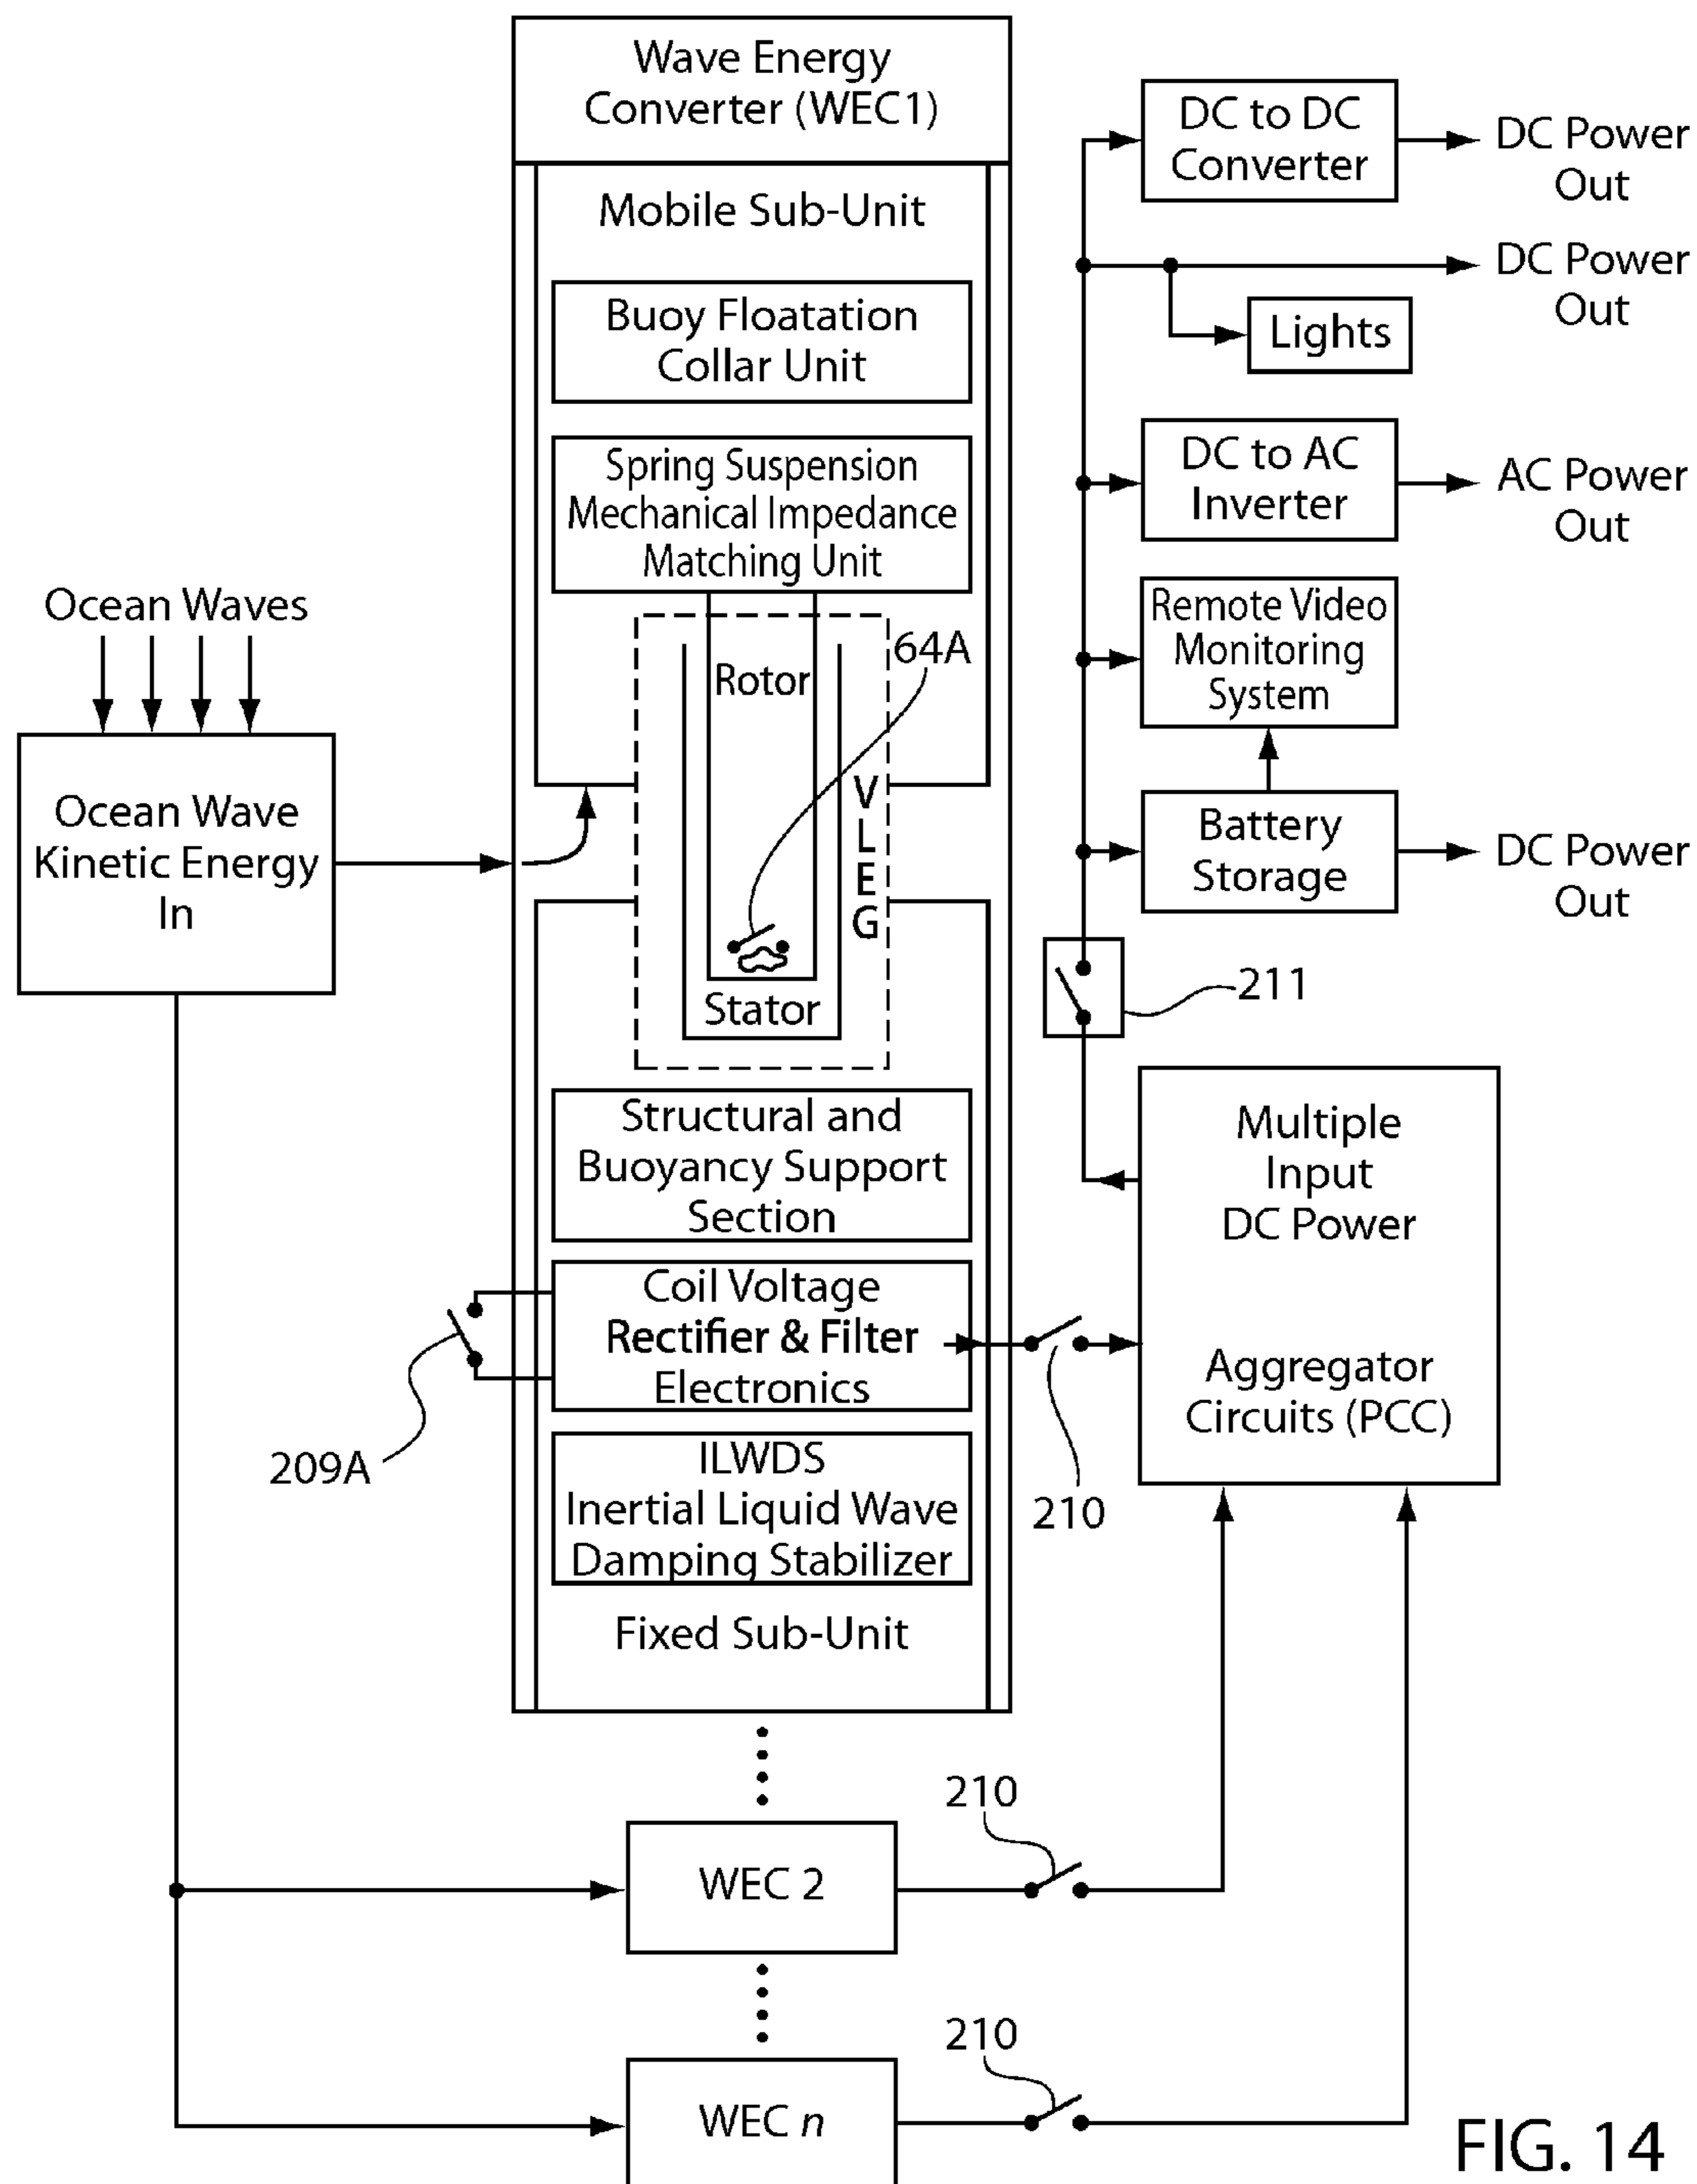 Wave Energy
Converter (WEC1)
Mobile Sub-Unit
Buoy Floatation
Collar Unit
Spring Suspension
Mechanical Impedance
Matching Unit
Ocean Waves
Ocean Wave
Kinetic Energy
In
Rotor
64A
V
L
E
G
Stator
Structural and
Buoyancy Support
Section
Coil Voltage
Rectifier & Filter
Electronics
209A
ILWDS
Inertial Liquid Wave
Damping Stabilizer
Fixed Sub-Unit
DC to DC
Converter
DC Power
Out
DC Power
Out
Lights
DC to AC
Inverter
AC Power
Out
Remote Video
Monitoring
System
Battery
Storage
DC Power
Out
211
Multiple
Input
DC Power
Aggregator
Circuits (PCC)
210
210
WEC 2
210
WEC n
FIG. 14